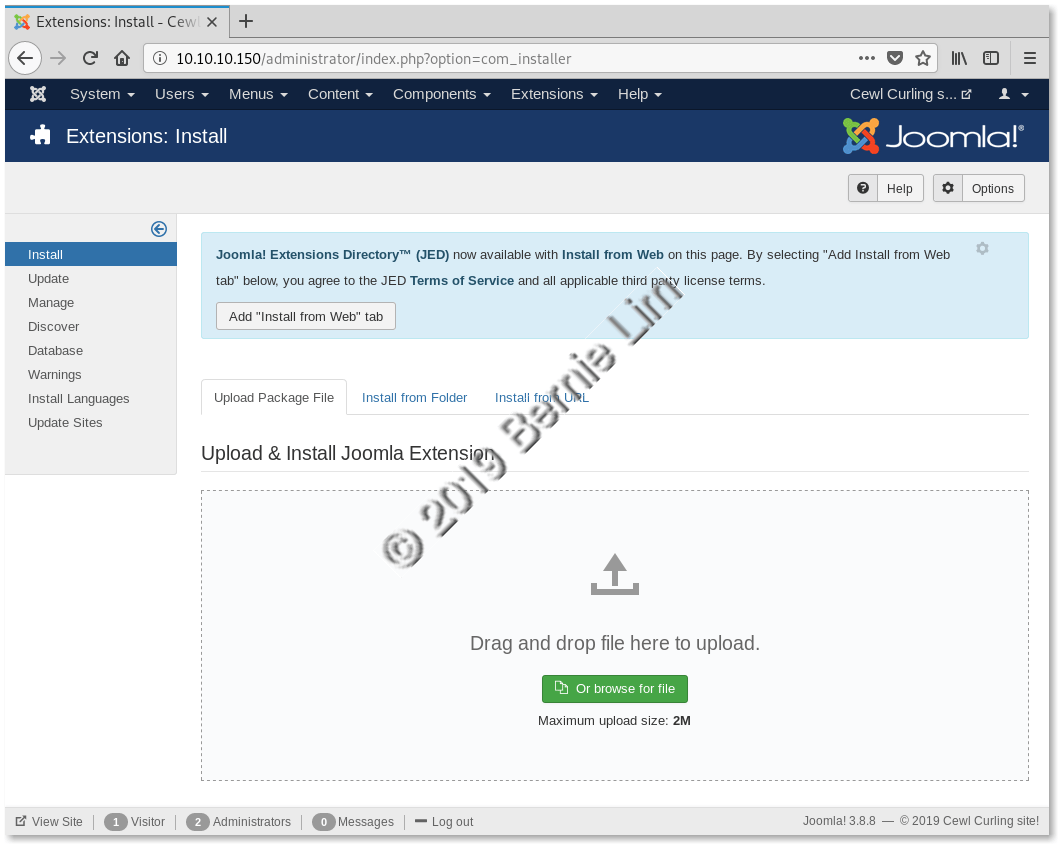 Extensions: Install - Cewl
10.10.10.150/administrator/index.php?option=com_installer
System Users Menus Content Components Extensions Help Cewl Curling s...
Extensions: Install Joomla!®
Help Options
Install
Update
Manage
Discover
Database
Warnings
Install Languages
Update Sites
Joomla! Extensions Directory™ (JED) now available with Install from Web on this page. By selecting "Add Install from Web
tab" below, you agree to the JED Terms of Service and all applicable third party license terms.
Add "Install from Web" tab
Upload Package File Install from Folder Install from URL
Upload & Install Joomla Extension
© 2019 Bernie Lim
Drag and drop file here to upload.
Or browse for file
Maximum upload size: 2M
View Site 1 Visitor 2 Administrators 0 Messages Log out Joomla! 3.8.8 — © 2019 Cewl Curling site!